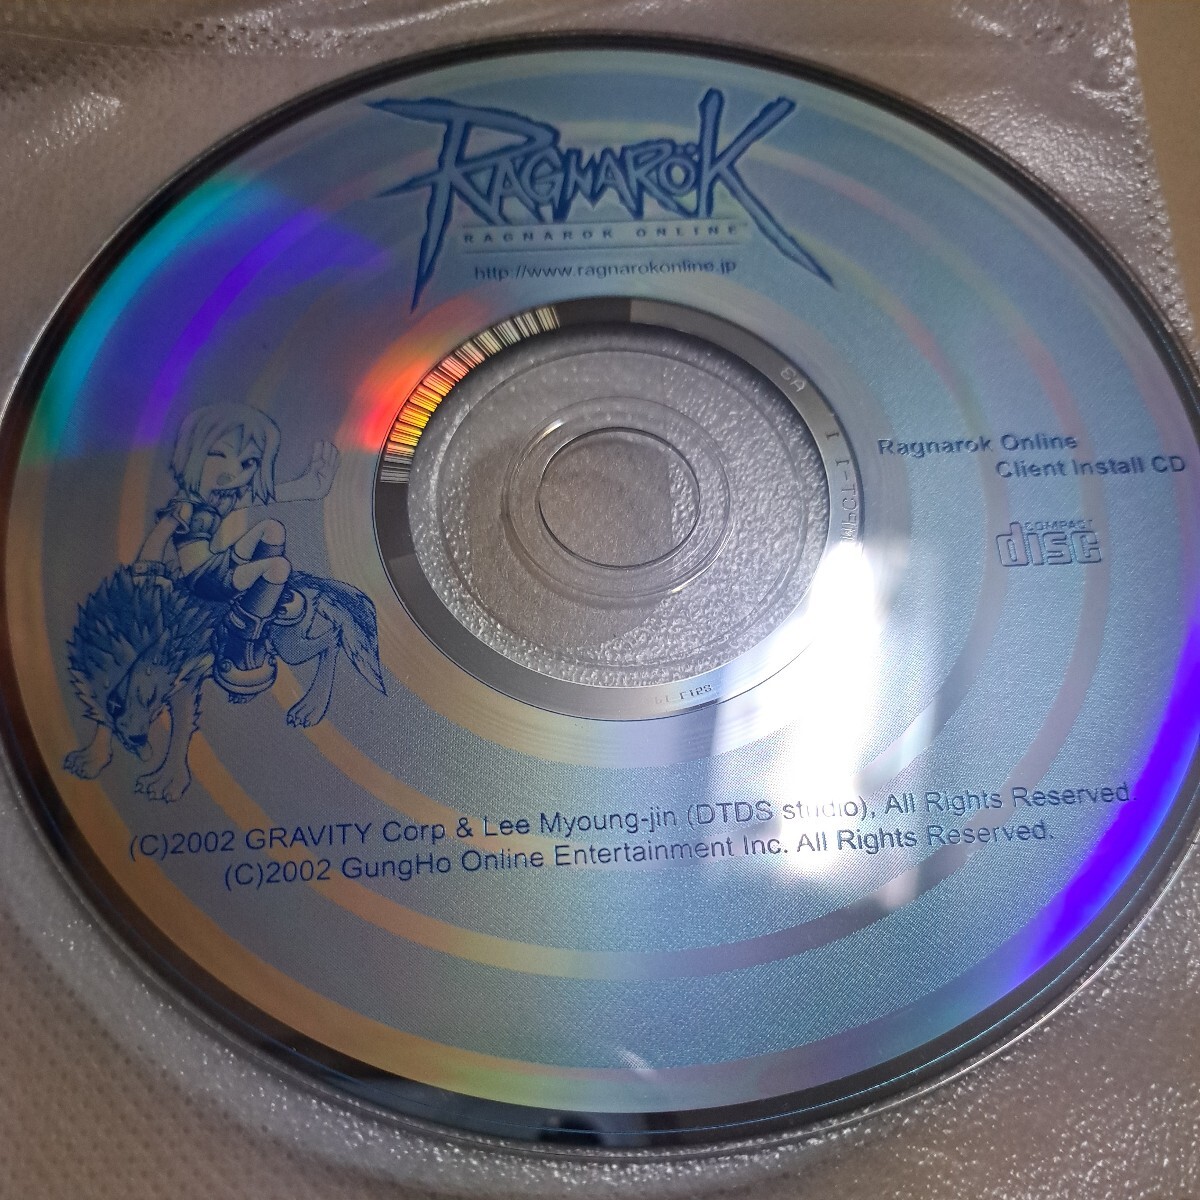 RAGNARÖK
RAGNAROK ONLINE
http://www.ragnarokonline.jp
Ragnarok Online
Client Install CD
COMPACT
disc
(C)2002 GRAVITY Corp & Lee Myoung-jin (DTDS studio), All Rights Reserved.
(C)2002 GungHo Online Entertainment Inc. All Rights Reserved.